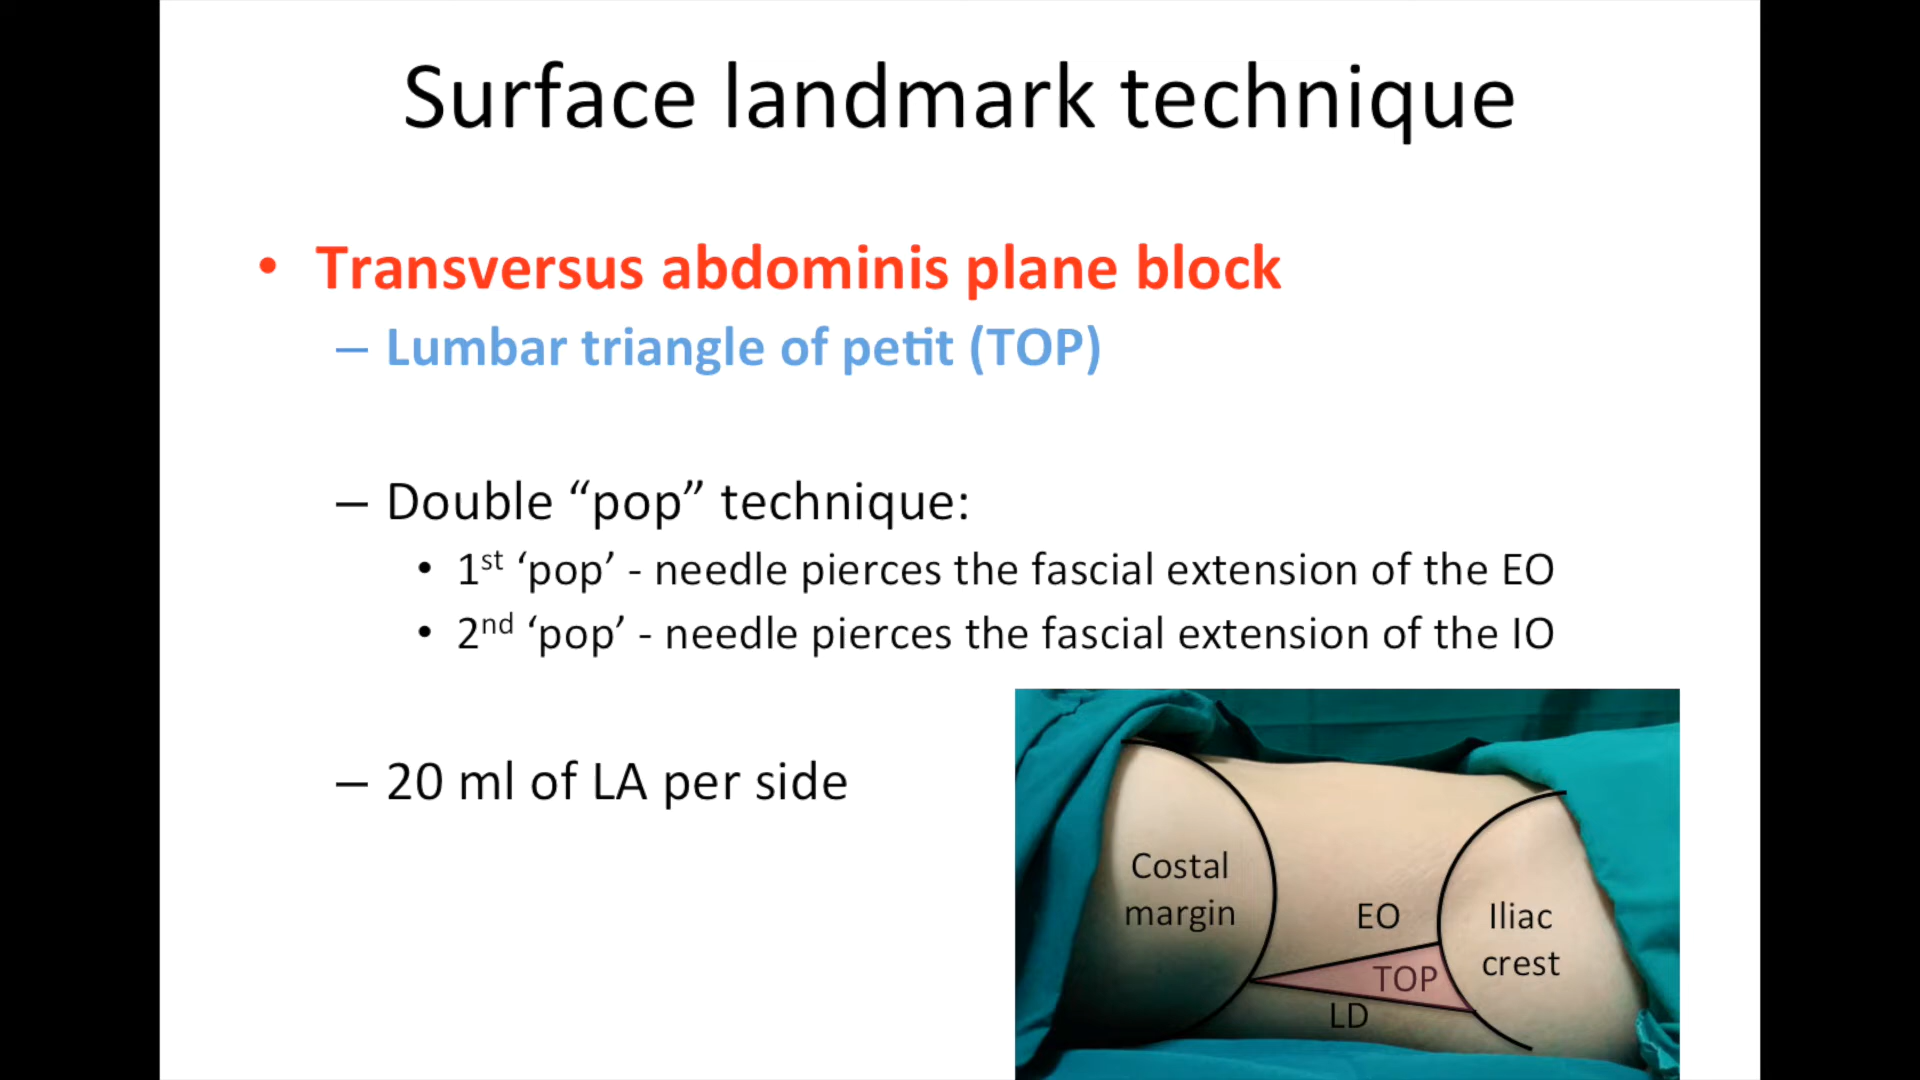 Surface landmark technique
• Transversus abdominis plane block
– Lumbar triangle of petit (TOP)
– Double “pop” technique:
• 1st ‘pop’ - needle pierces the fascial extension of the EO
• 2nd ‘pop’ - needle pierces the fascial extension of the IO
– 20 ml of LA per side
Costal
margin
EO
Iliac
crest
TOP
LD